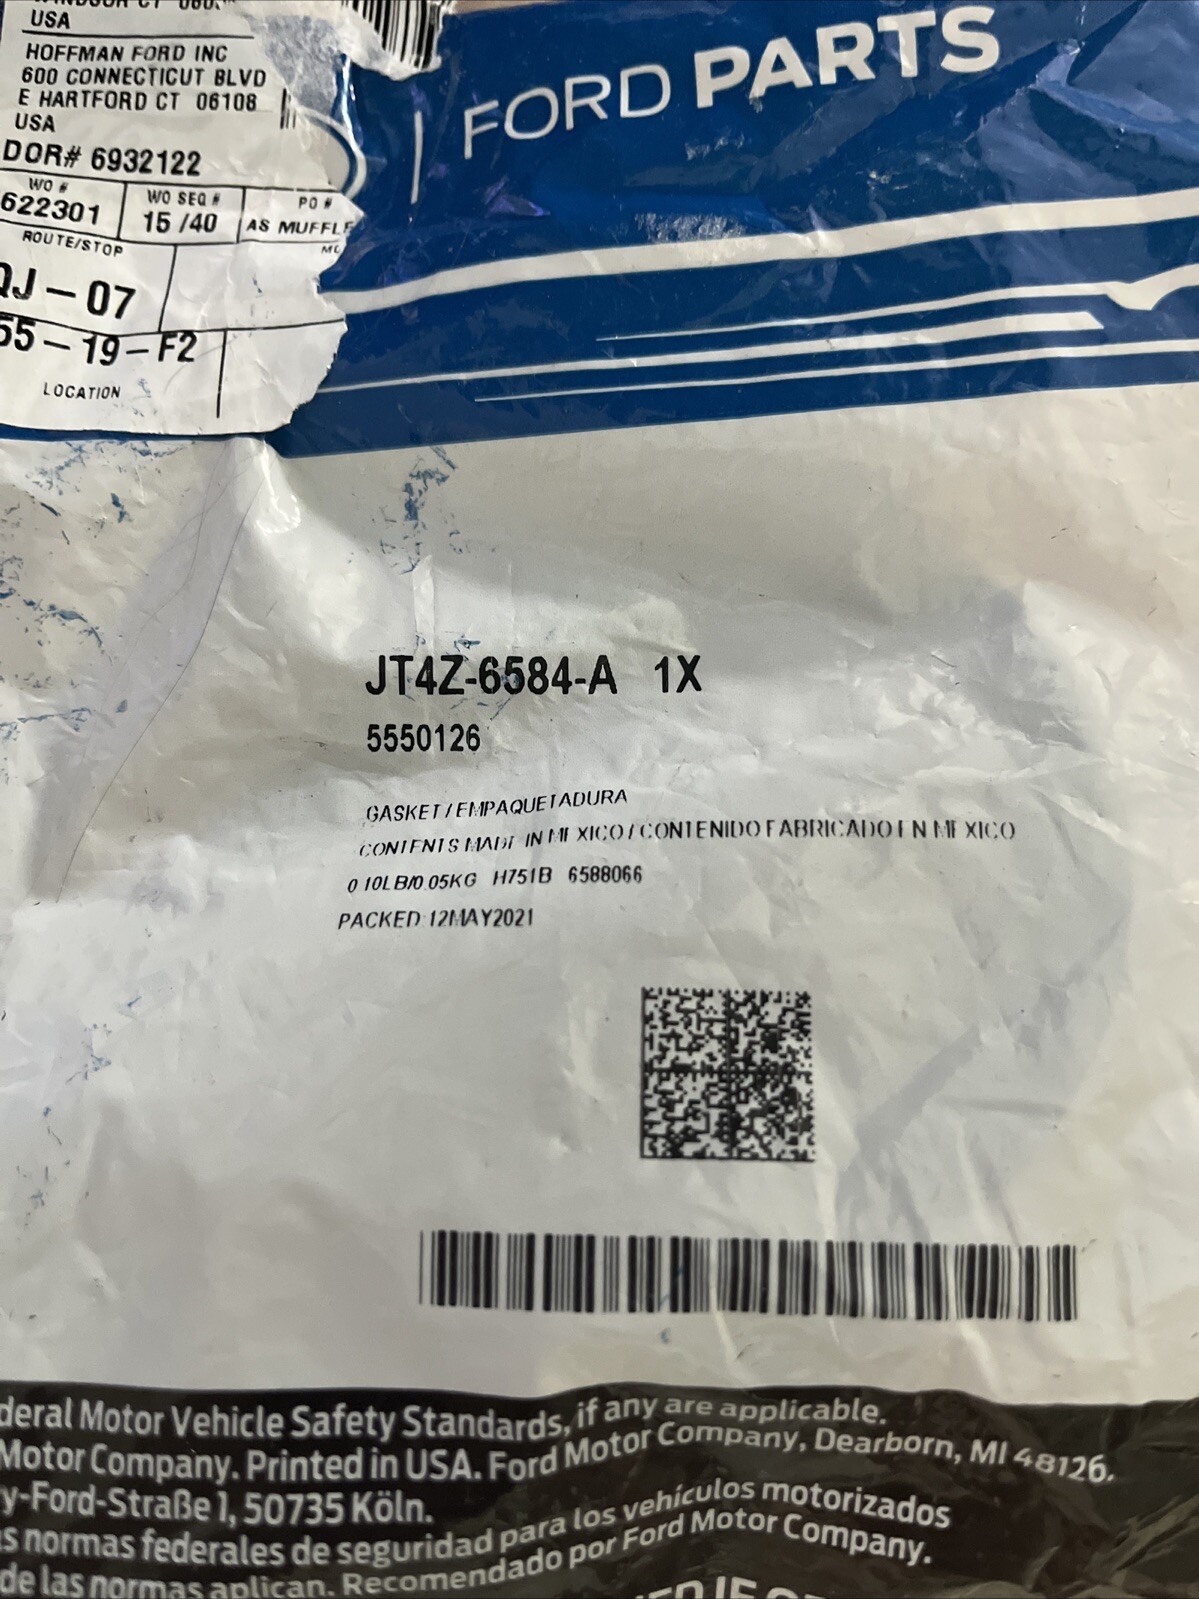 USA
HOFFMAN FORD INC
600 CONNECTICUT BLVD
E HARTFORD CT 06108
USA
DOR# 6932122
WO #
622301
WO SEQ #
15 /40
PO #
AS MUFFLE
ROUTE/STOP
QJ - 07
55 - 19 - F2
LOCATION
FORD PARTS
JT4Z-6584-A 1X
5550126
GASKET / EMPAQUETADURA
CONTENTS MADE IN MEXICO / CONTENIDO FABRICADO EN MEXICO
0.10LB/0.05KG H751B 6588066
PACKED 12MAY2021
deral Motor Vehicle Safety Standards, if any are applicable.
Motor Company. Printed in USA. Ford Motor Company, Dearborn, MI 48126.
y-Ford-Straße 1, 50735 Köln.
s normas federales de seguridad para los vehículos motorizados
de las normas aplican. Recomendado por Ford Motor Company.